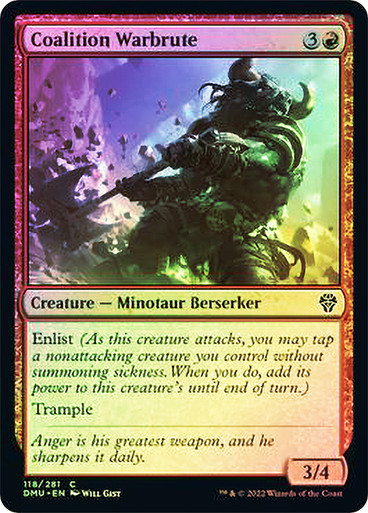 Coalition Warbrute 3
Creature — Minotaur Berserker
Enlist (As this creature attacks, you may tap
a nonattacking creature you control without
summoning sickness. When you do, add its
power to this creature's until end of turn.)
Trample
Anger is his greatest weapon, and he
sharpens it daily.
3/4
118/281 C
DMU • EN Will Gist
™ & © 2022 Wizards of the Coast